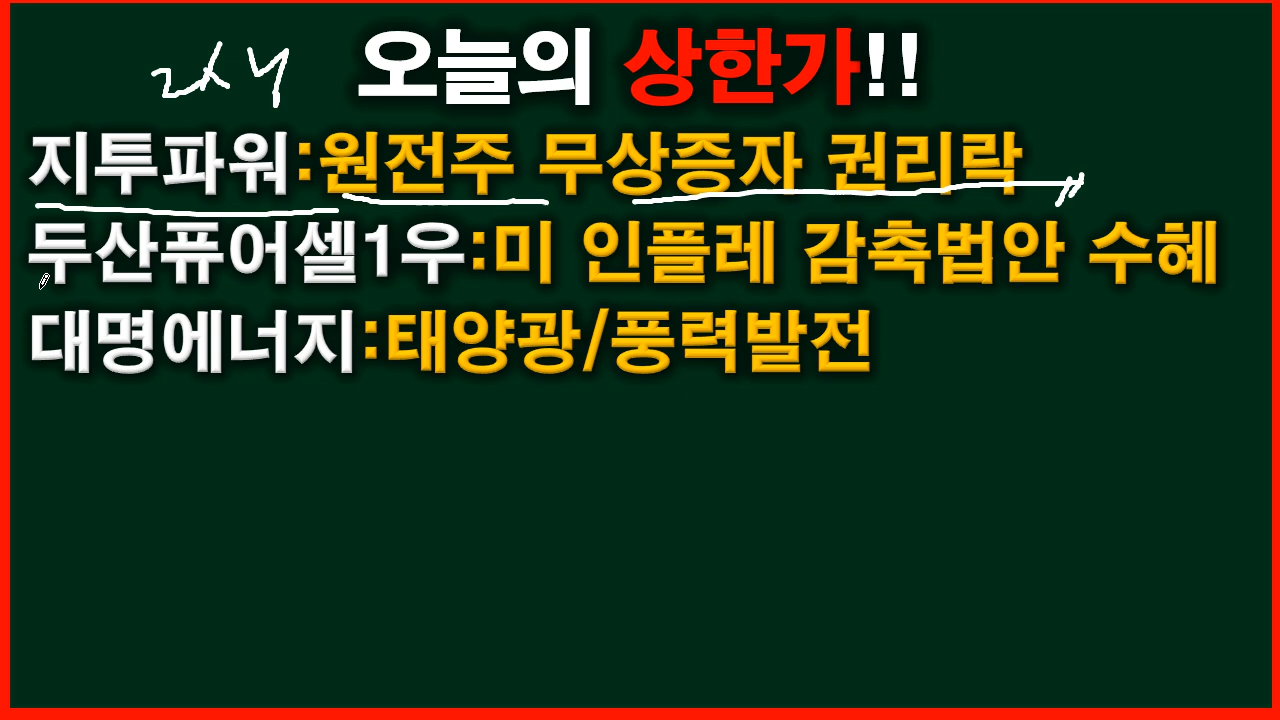 오늘의 상한가!!
지투파워:원전주 무상증자 권리락
두산퓨어셀1우:미 인플레 감축법안 수혜
대명에너지:태양광/풍력발전